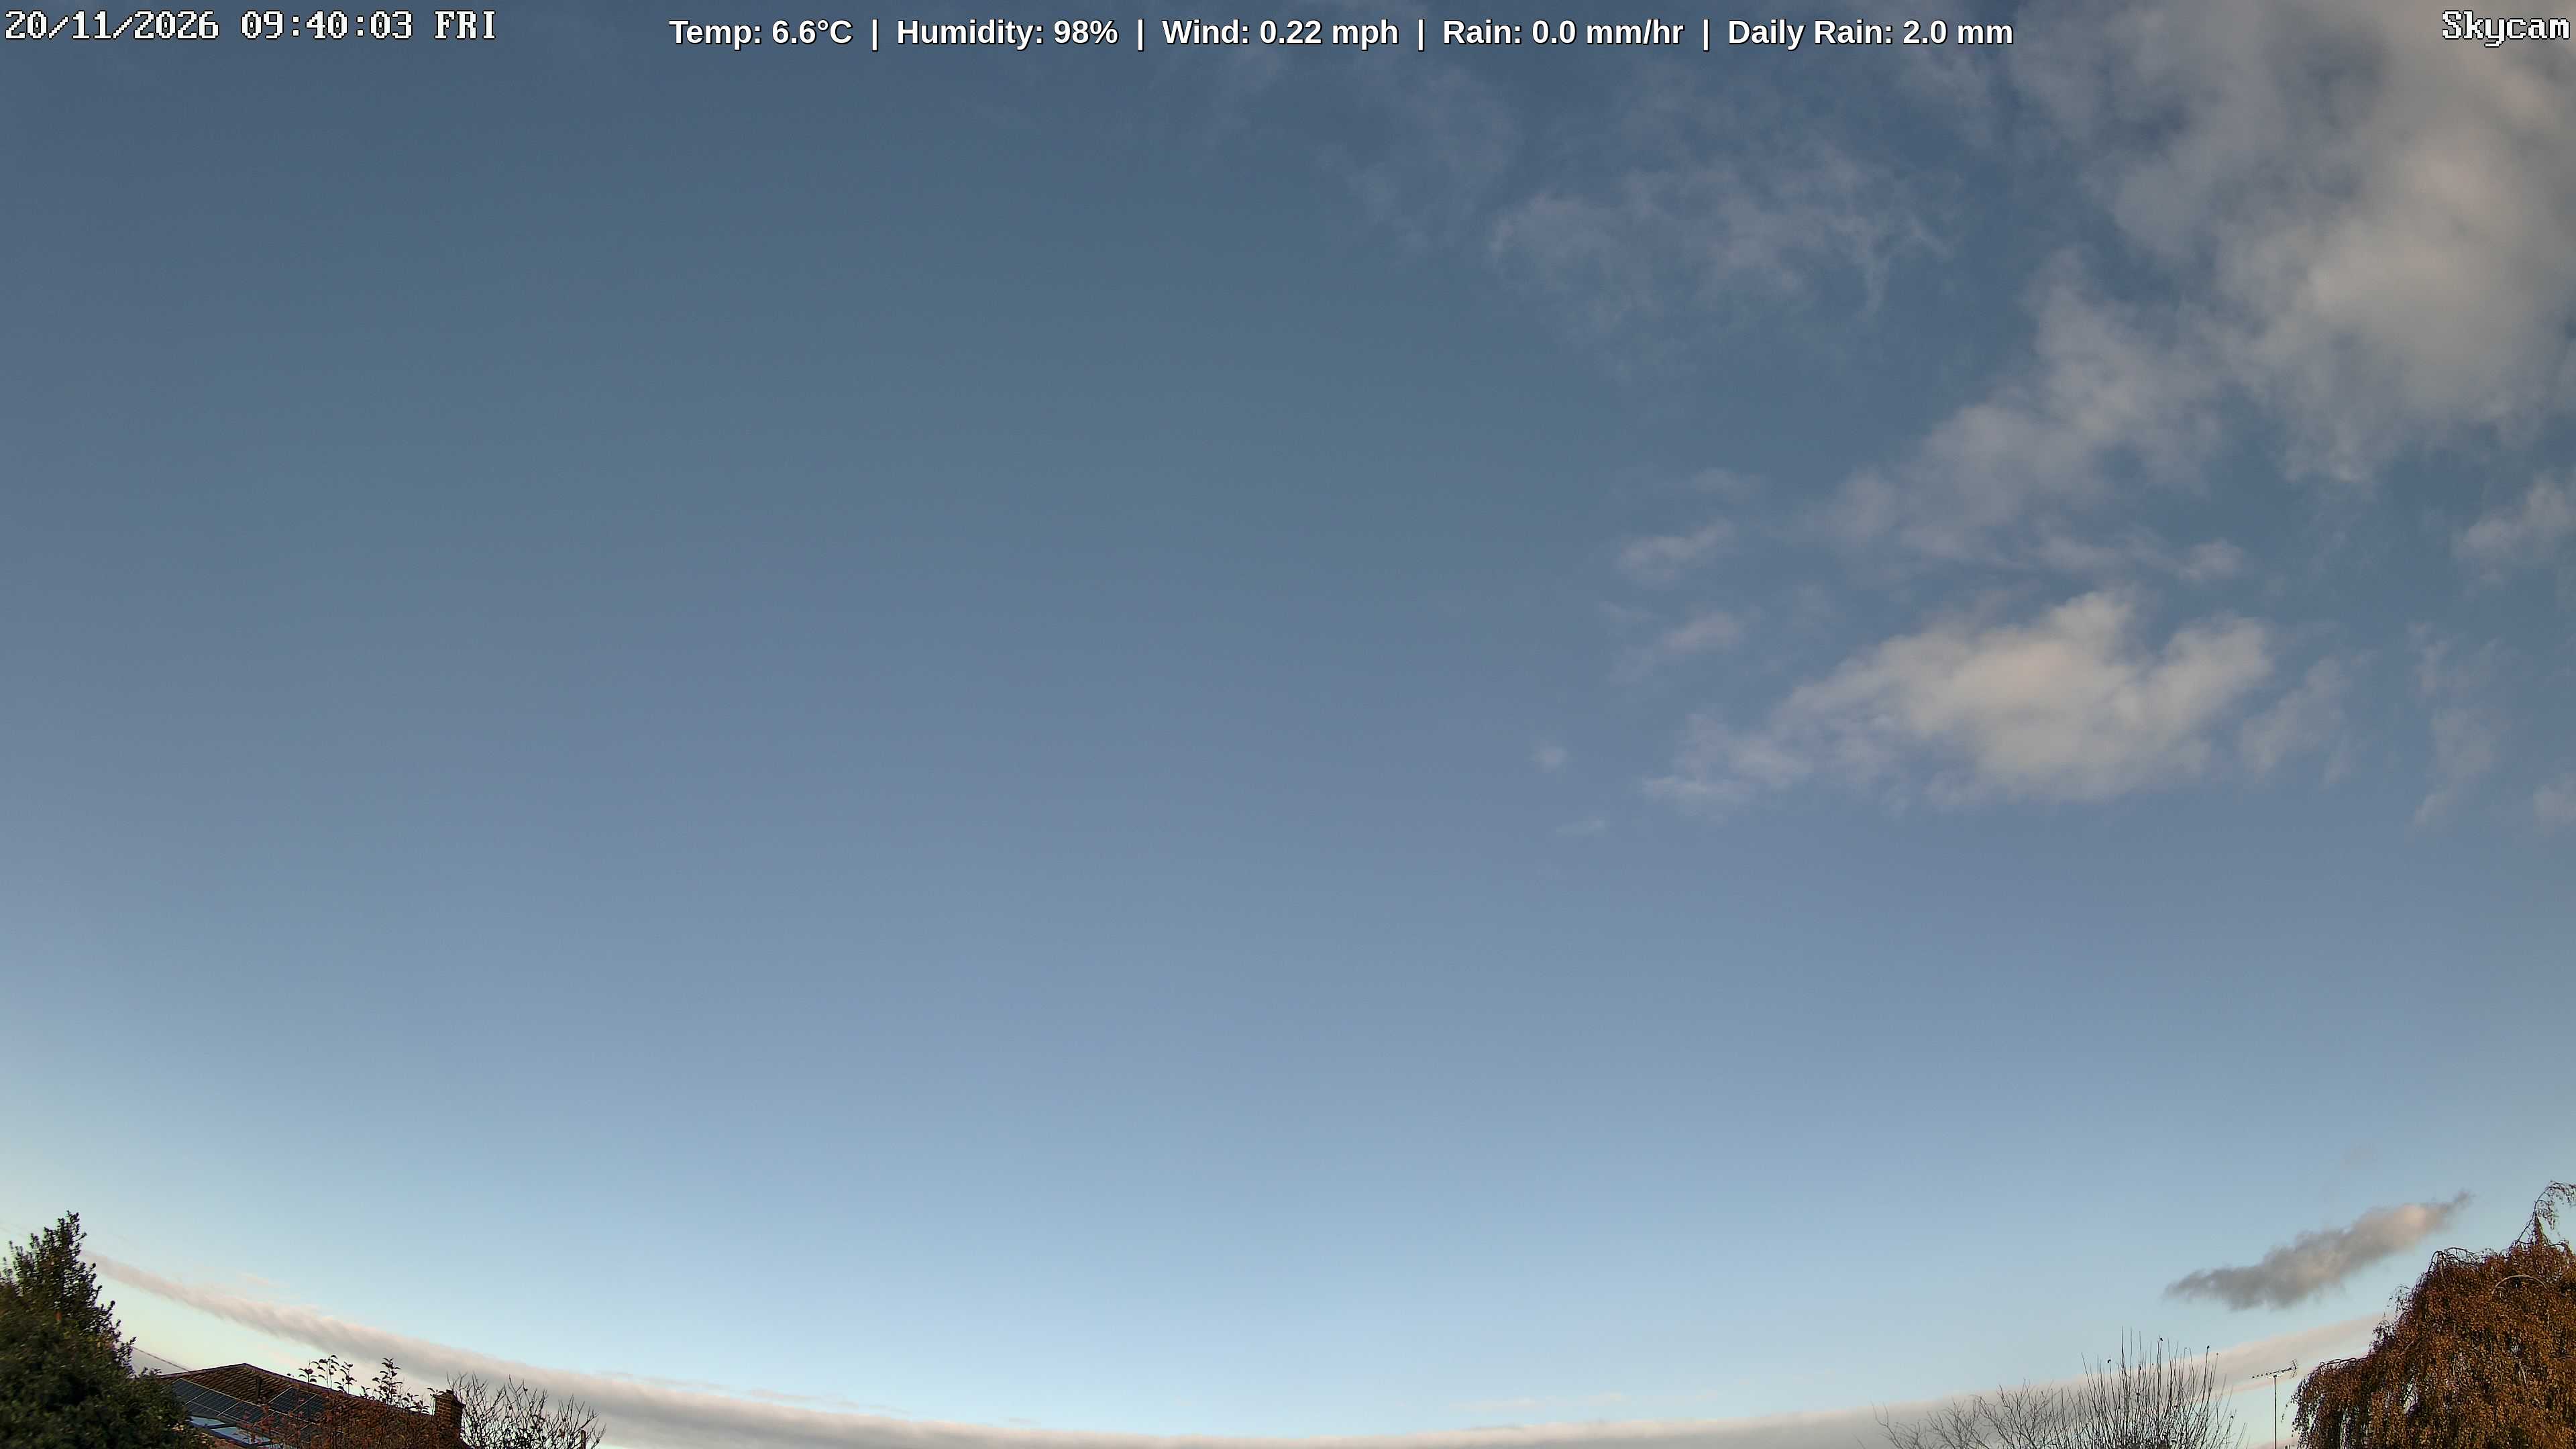 20/11/2026 09:40:03 FRI
Temp: 6.6°C | Humidity: 98% | Wind: 0.22 mph | Rain: 0.0 mm/hr | Daily Rain: 2.0 mm
Skycam